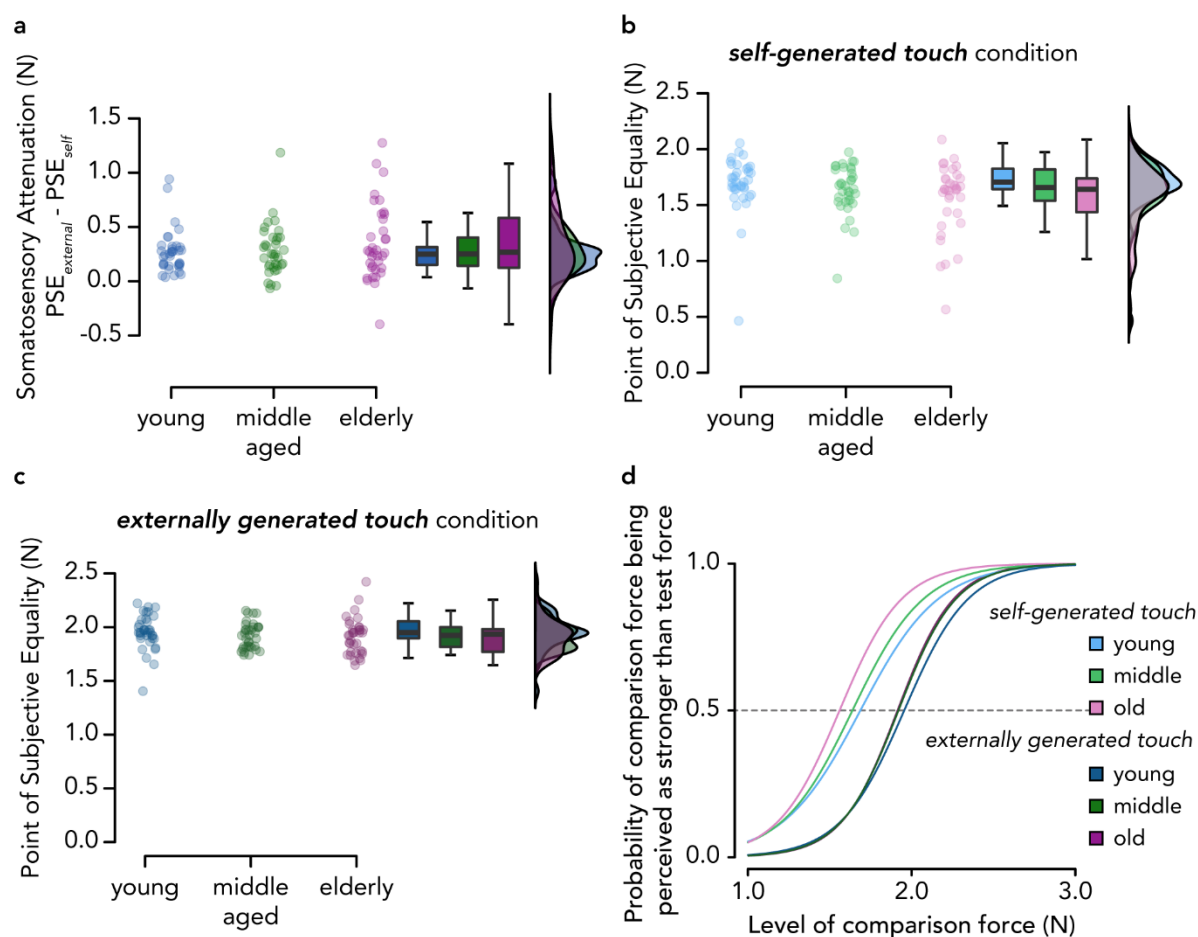 a
Somatosensory Attenuation (N)
PSE_external - PSE_self
1.5
1.0
0.5
0.0
-0.5
young
middle
aged
elderly
b
self-generated touch condition
Point of Subjective Equality (N)
2.5
2.0
1.5
1.0
0.5
0.0
young
middle
aged
elderly
c
externally generated touch condition
Point of Subjective Equality (N)
2.5
2.0
1.5
1.0
0.5
0.0
young
middle
aged
elderly
d
Probability of comparison force being
perceived as stronger than test force
1.0
0.5
0.0
1.0
2.0
3.0
Level of comparison force (N)
self-generated touch
young
middle
old
externally generated touch
young
middle
old